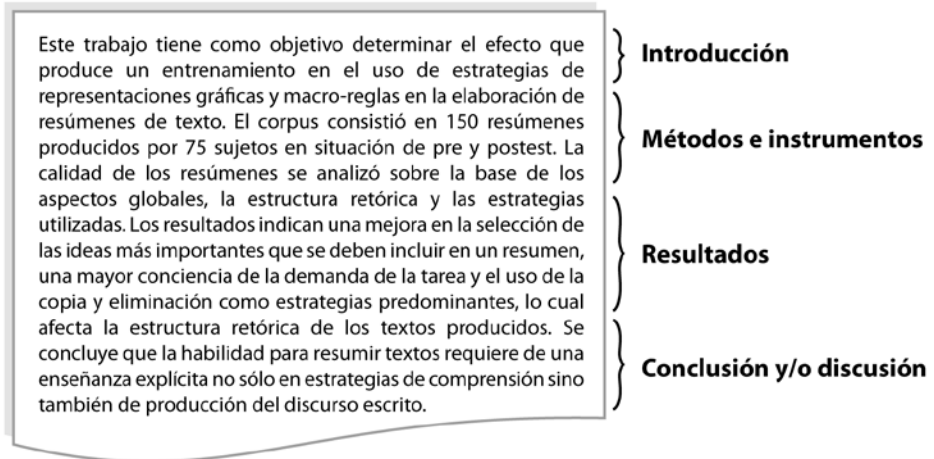 Este trabajo tiene como objetivo determinar el efecto que
produce un entrenamiento en el uso de estrategias de
representaciones gráficas y macro-reglas en la elaboración de
resúmenes de texto. El corpus consistió en 150 resúmenes
producidos por 75 sujetos en situación de pre y postest. La
calidad de los resúmenes se analizó sobre la base de los
aspectos globales, la estructura retórica y las estrategias
utilizadas. Los resultados indican una mejora en la selección de
las ideas más importantes que se deben incluir en un resumen,
una mayor conciencia de la demanda de la tarea y el uso de la
copia y eliminación como estrategias predominantes, lo cual
afecta la estructura retórica de los textos producidos. Se
concluye que la habilidad para resumir textos requiere de una
enseñanza explícita no sólo en estrategias de comprensión sino
también de producción del discurso escrito.
Introducción
Métodos e instrumentos
Resultados
Conclusión y/o discusión